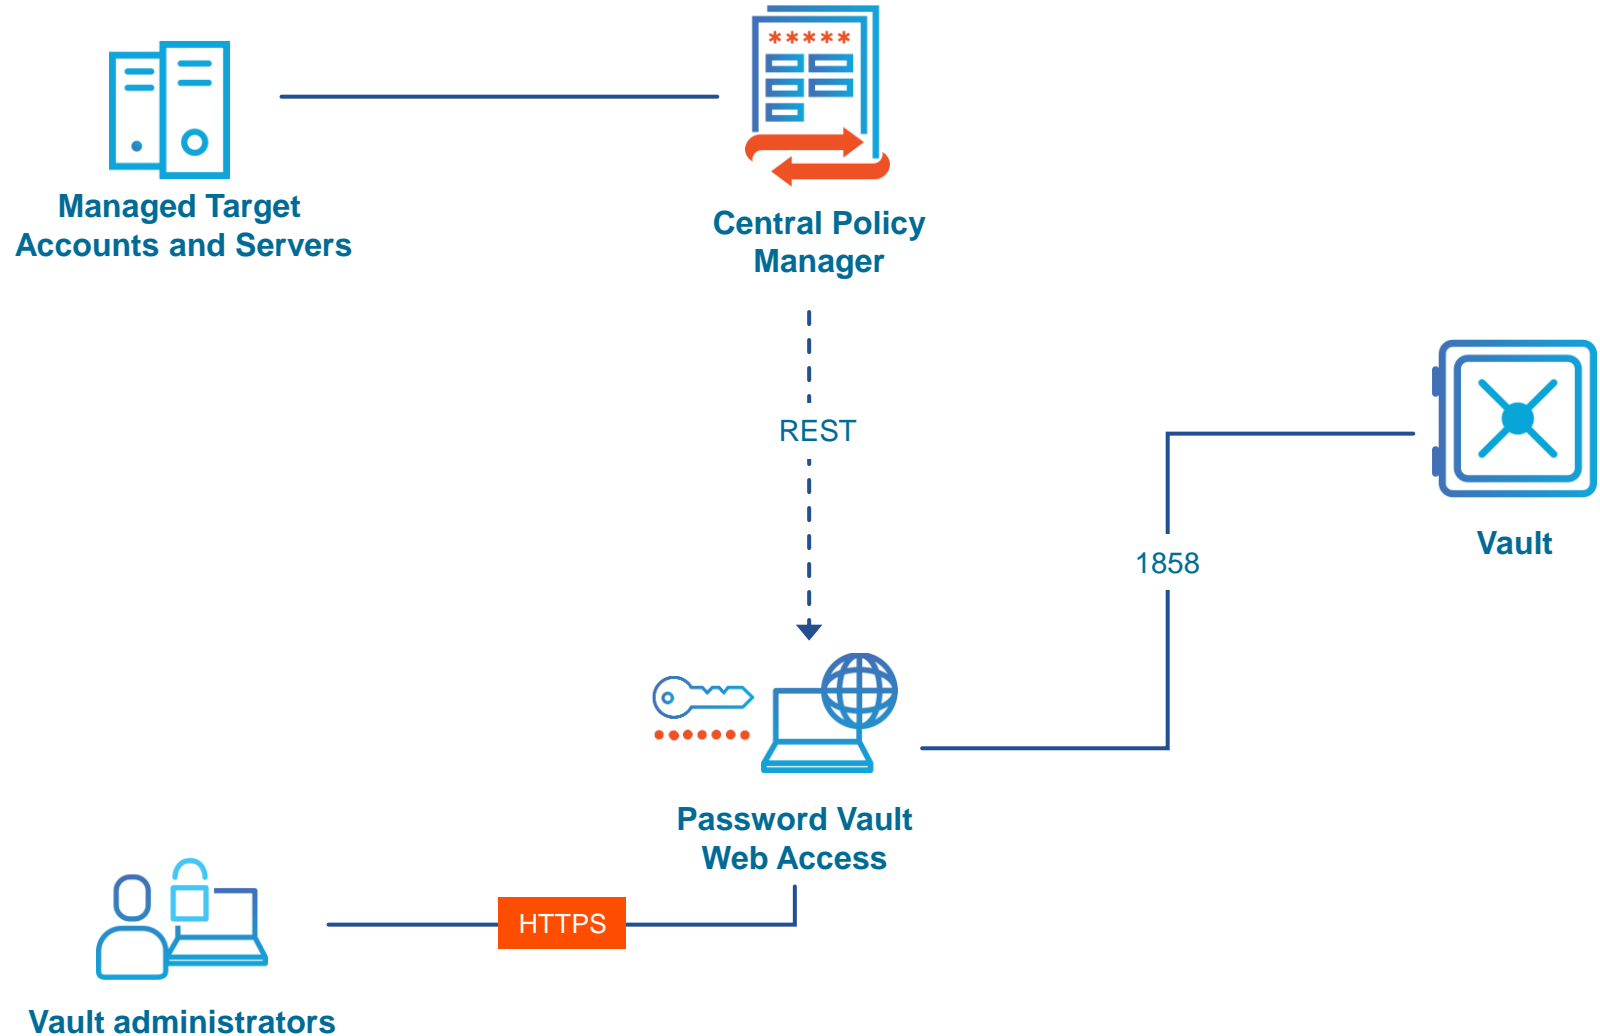 *****
Managed Target
Accounts and Servers
Central Policy
Manager
REST
Vault
1858
Password Vault
Web Access
HTTPS
Vault administrators